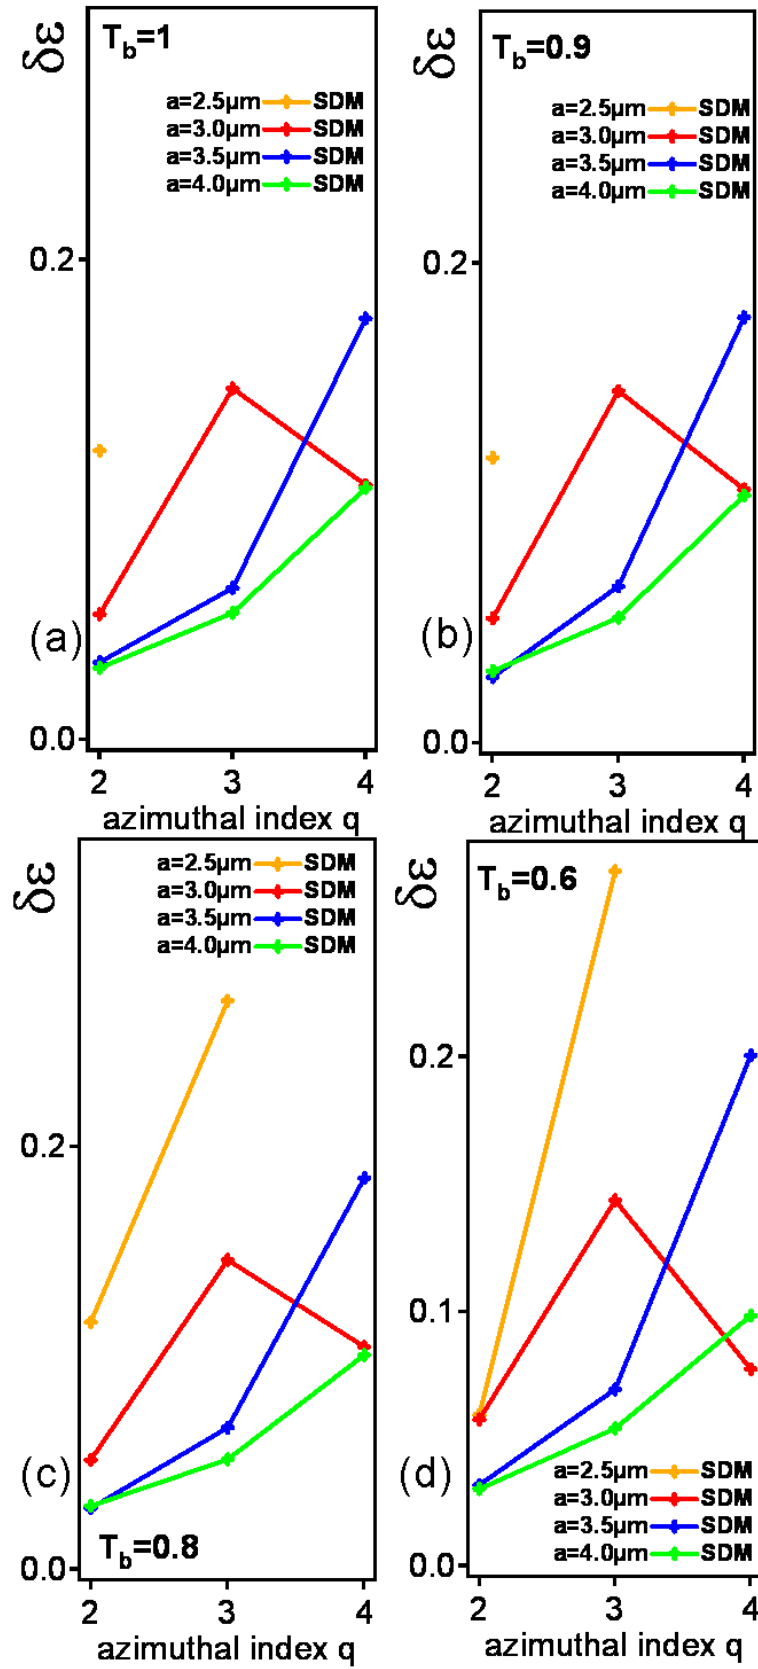 δε
T_b=1
a=2.5µm SDM
a=3.0µm SDM
a=3.5µm SDM
a=4.0µm SDM
0.2
(a)
0.0
2 3 4
azimuthal index q
δε
T_b=0.9
a=2.5µm SDM
a=3.0µm SDM
a=3.5µm SDM
a=4.0µm SDM
0.2
(b)
0.0
2 3 4
azimuthal index q
δε
a=2.5µm SDM
a=3.0µm SDM
a=3.5µm SDM
a=4.0µm SDM
0.2
(c)
T_b=0.8
0.0
2 3 4
azimuthal index q
δε
T_b=0.6
0.2
0.1
(d)
a=2.5µm SDM
a=3.0µm SDM
a=3.5µm SDM
a=4.0µm SDM
0.0
2 3 4
azimuthal index q